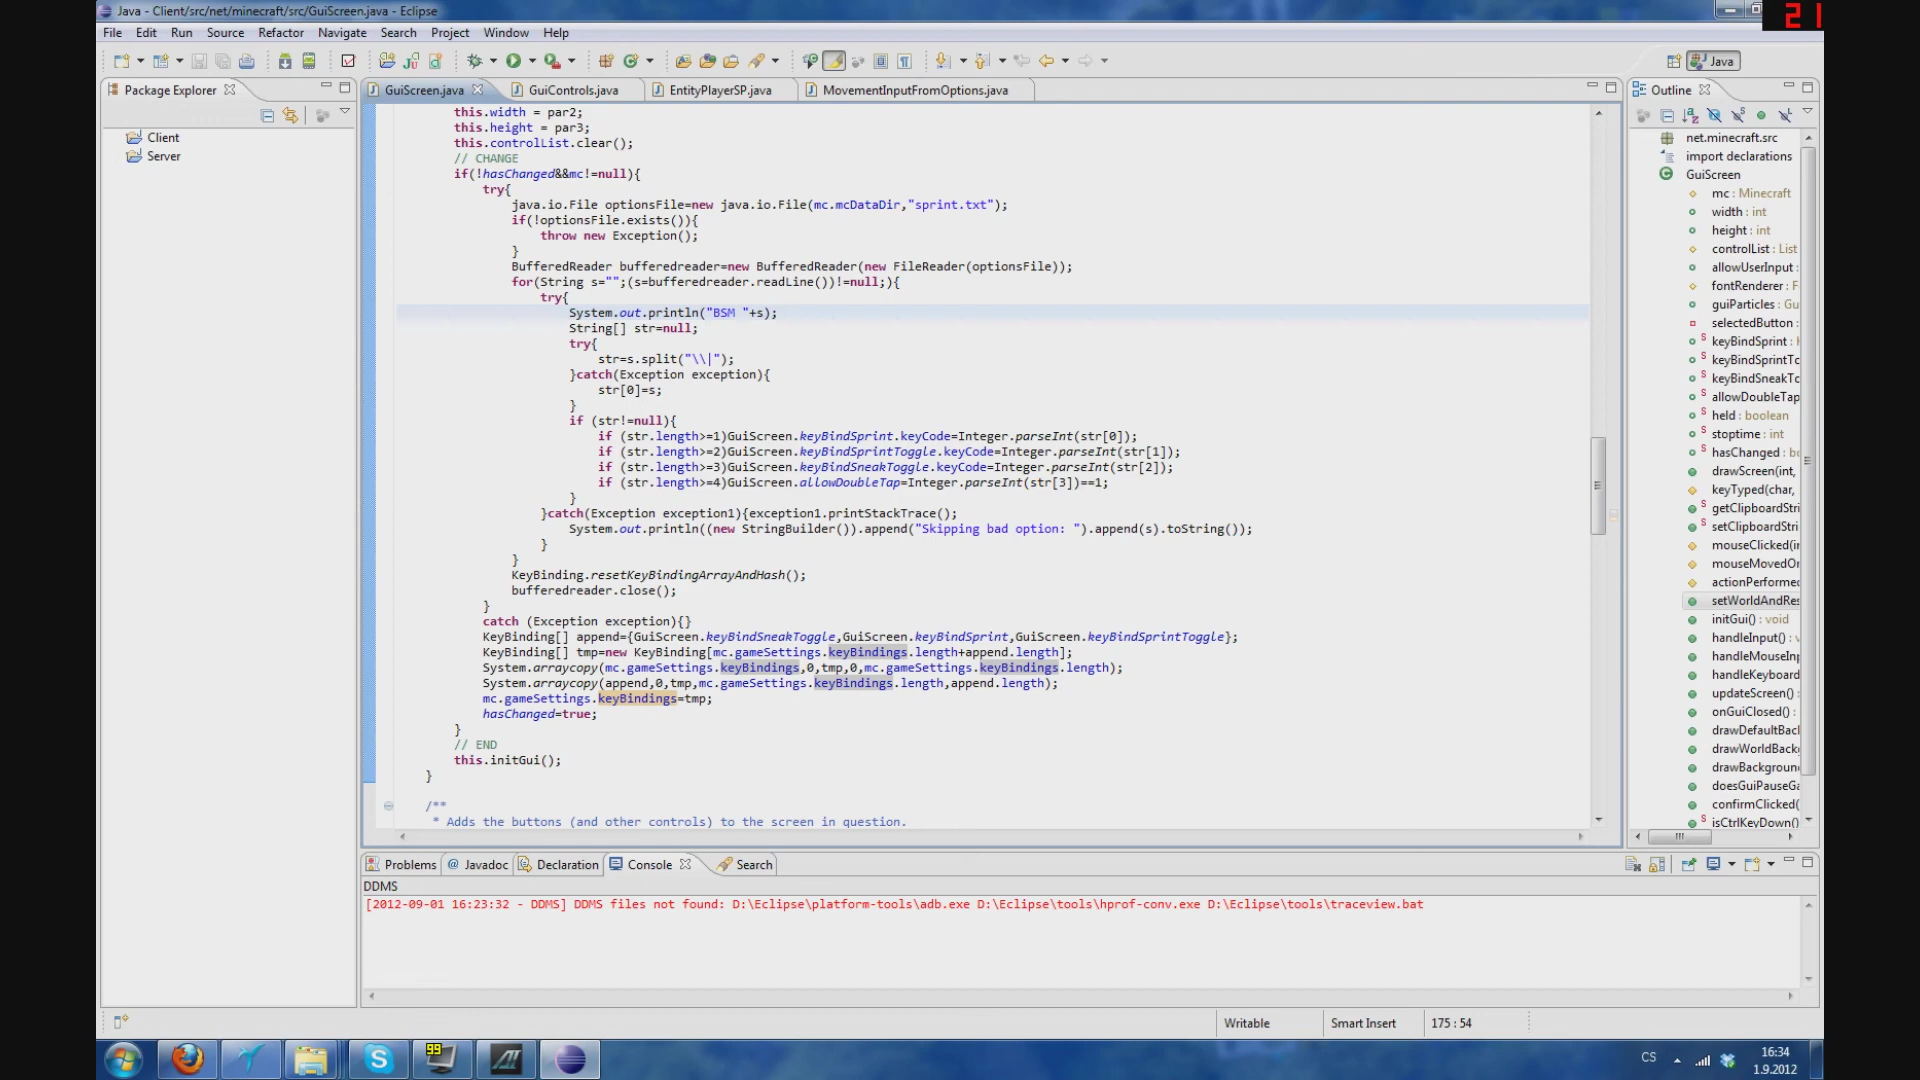 Java - Client/src/net/minecraft/src/GuiScreen.java - Eclipse
21
File Edit Run Source Refactor Navigate Search Project Window Help
Java
Package Explorer
GuiScreen.java
GuiControls.java
EntityPlayerSP.java
MovementInputFromOptions.java
Outline
Client
Server
this.width = par2;
this.height = par3;
this.controlList.clear();
// CHANGE
if(!hasChanged&&mc!=null){
try{
java.io.File optionsFile=new java.io.File(mc.mcDataDir,"sprint.txt");
if(!optionsFile.exists()){
throw new Exception();
}
BufferedReader bufferedreader=new BufferedReader(new FileReader(optionsFile));
for(String s="";(s=bufferedreader.readLine())!=null;){
try{
System.out.println("BSM "+s);
String[] str=null;
try{
str=s.split("\\|");
}catch(Exception exception){
str[0]=s;
}
if (str!=null){
if (str.length>=1)GuiScreen.keyBindSprint.keyCode=Integer.parseInt(str[0]);
if (str.length>=2)GuiScreen.keyBindSprintToggle.keyCode=Integer.parseInt(str[1]);
if (str.length>=3)GuiScreen.keyBindSneakToggle.keyCode=Integer.parseInt(str[2]);
if (str.length>=4)GuiScreen.allowDoubleTap=Integer.parseInt(str[3])==1;
}
}catch(Exception exception1){exception1.printStackTrace();
System.out.println((new StringBuilder()).append("Skipping bad option: ").append(s).toString());
}
}
KeyBinding.resetKeyBindingArrayAndHash();
bufferedreader.close();
}
catch (Exception exception){}
KeyBinding[] append={GuiScreen.keyBindSneakToggle,GuiScreen.keyBindSprint,GuiScreen.keyBindSprintToggle};
KeyBinding[] tmp=new KeyBinding[mc.gameSettings.keyBindings.length+append.length];
System.arraycopy(mc.gameSettings.keyBindings,0,tmp,0,mc.gameSettings.keyBindings.length);
System.arraycopy(append,0,tmp,mc.gameSettings.keyBindings.length,append.length);
mc.gameSettings.keyBindings=tmp;
hasChanged=true;
}
// END
this.initGui();
}
/**
* Adds the buttons (and other controls) to the screen in question.
net.minecraft.src
import declarations
GuiScreen
mc : Minecraft
width : int
height : int
controlList : List
allowUserInput :
fontRenderer : F
guiParticles : Gu
selectedButton :
keyBindSprint :
keyBindSprintTo
keyBindSneakTo
allowDoubleTap
held : boolean
stoptime : int
hasChanged : bo
drawScreen(int,
keyTyped(char,
getClipboardStri
setClipboardStri
mouseClicked(in
mouseMovedOr
actionPerformed
setWorldAndRes
initGui() : void
handleInput() : v
handleMouseInp
handleKeyboard
updateScreen() :
onGuiClosed() :
drawDefaultBack
drawWorldBackg
drawBackground
doesGuiPauseGa
confirmClicked(
isCtrlKeyDown()
Problems @ Javadoc Declaration Console Search
DDMS
[2012-09-01 16:23:32 - DDMS] DDMS files not found: D:\Eclipse\platform-tools\adb.exe D:\Eclipse\tools\hprof-conv.exe D:\Eclipse\tools\traceview.bat
Writable Smart Insert 175 : 54
99
CS 16:34
1.9.2012